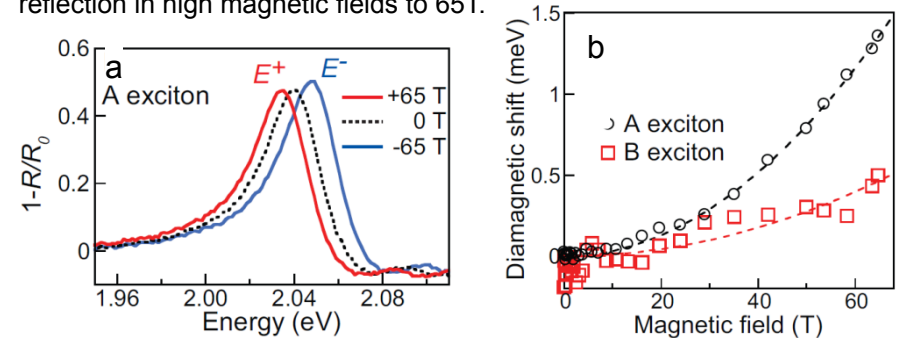 reflection in high magnetic fields to 65T.
a
A exciton
E+
E-
+65 T
0 T
-65 T
1-R/R0
0.6
0.4
0.2
0
1.96
2.00
2.04
2.08
Energy (eV)
b
A exciton
B exciton
Diamagnetic shift (meV)
1.5
1
0.5
0
0
20
40
60
Magnetic field (T)